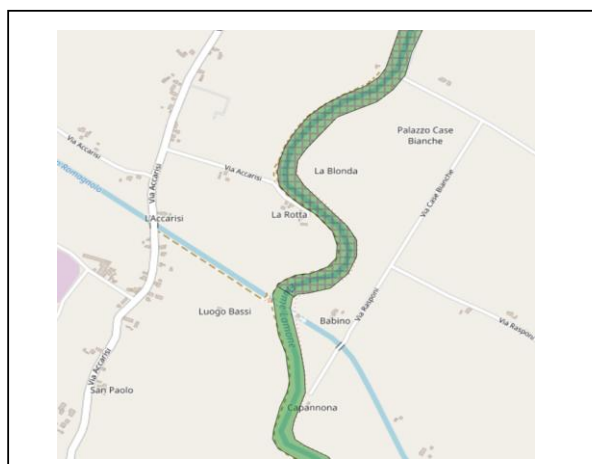 Palazzo Case
Bianche
Via Accarisi
Via Accarisi
Via Accarisi
La Blonda
Via Case Bianche
Romagnolo
L'Accarisi
La Rotta
Luogo Bassi
Babino
Via Rasponi
Via Rasponi
Via Accarisi
San Paolo
Capannona